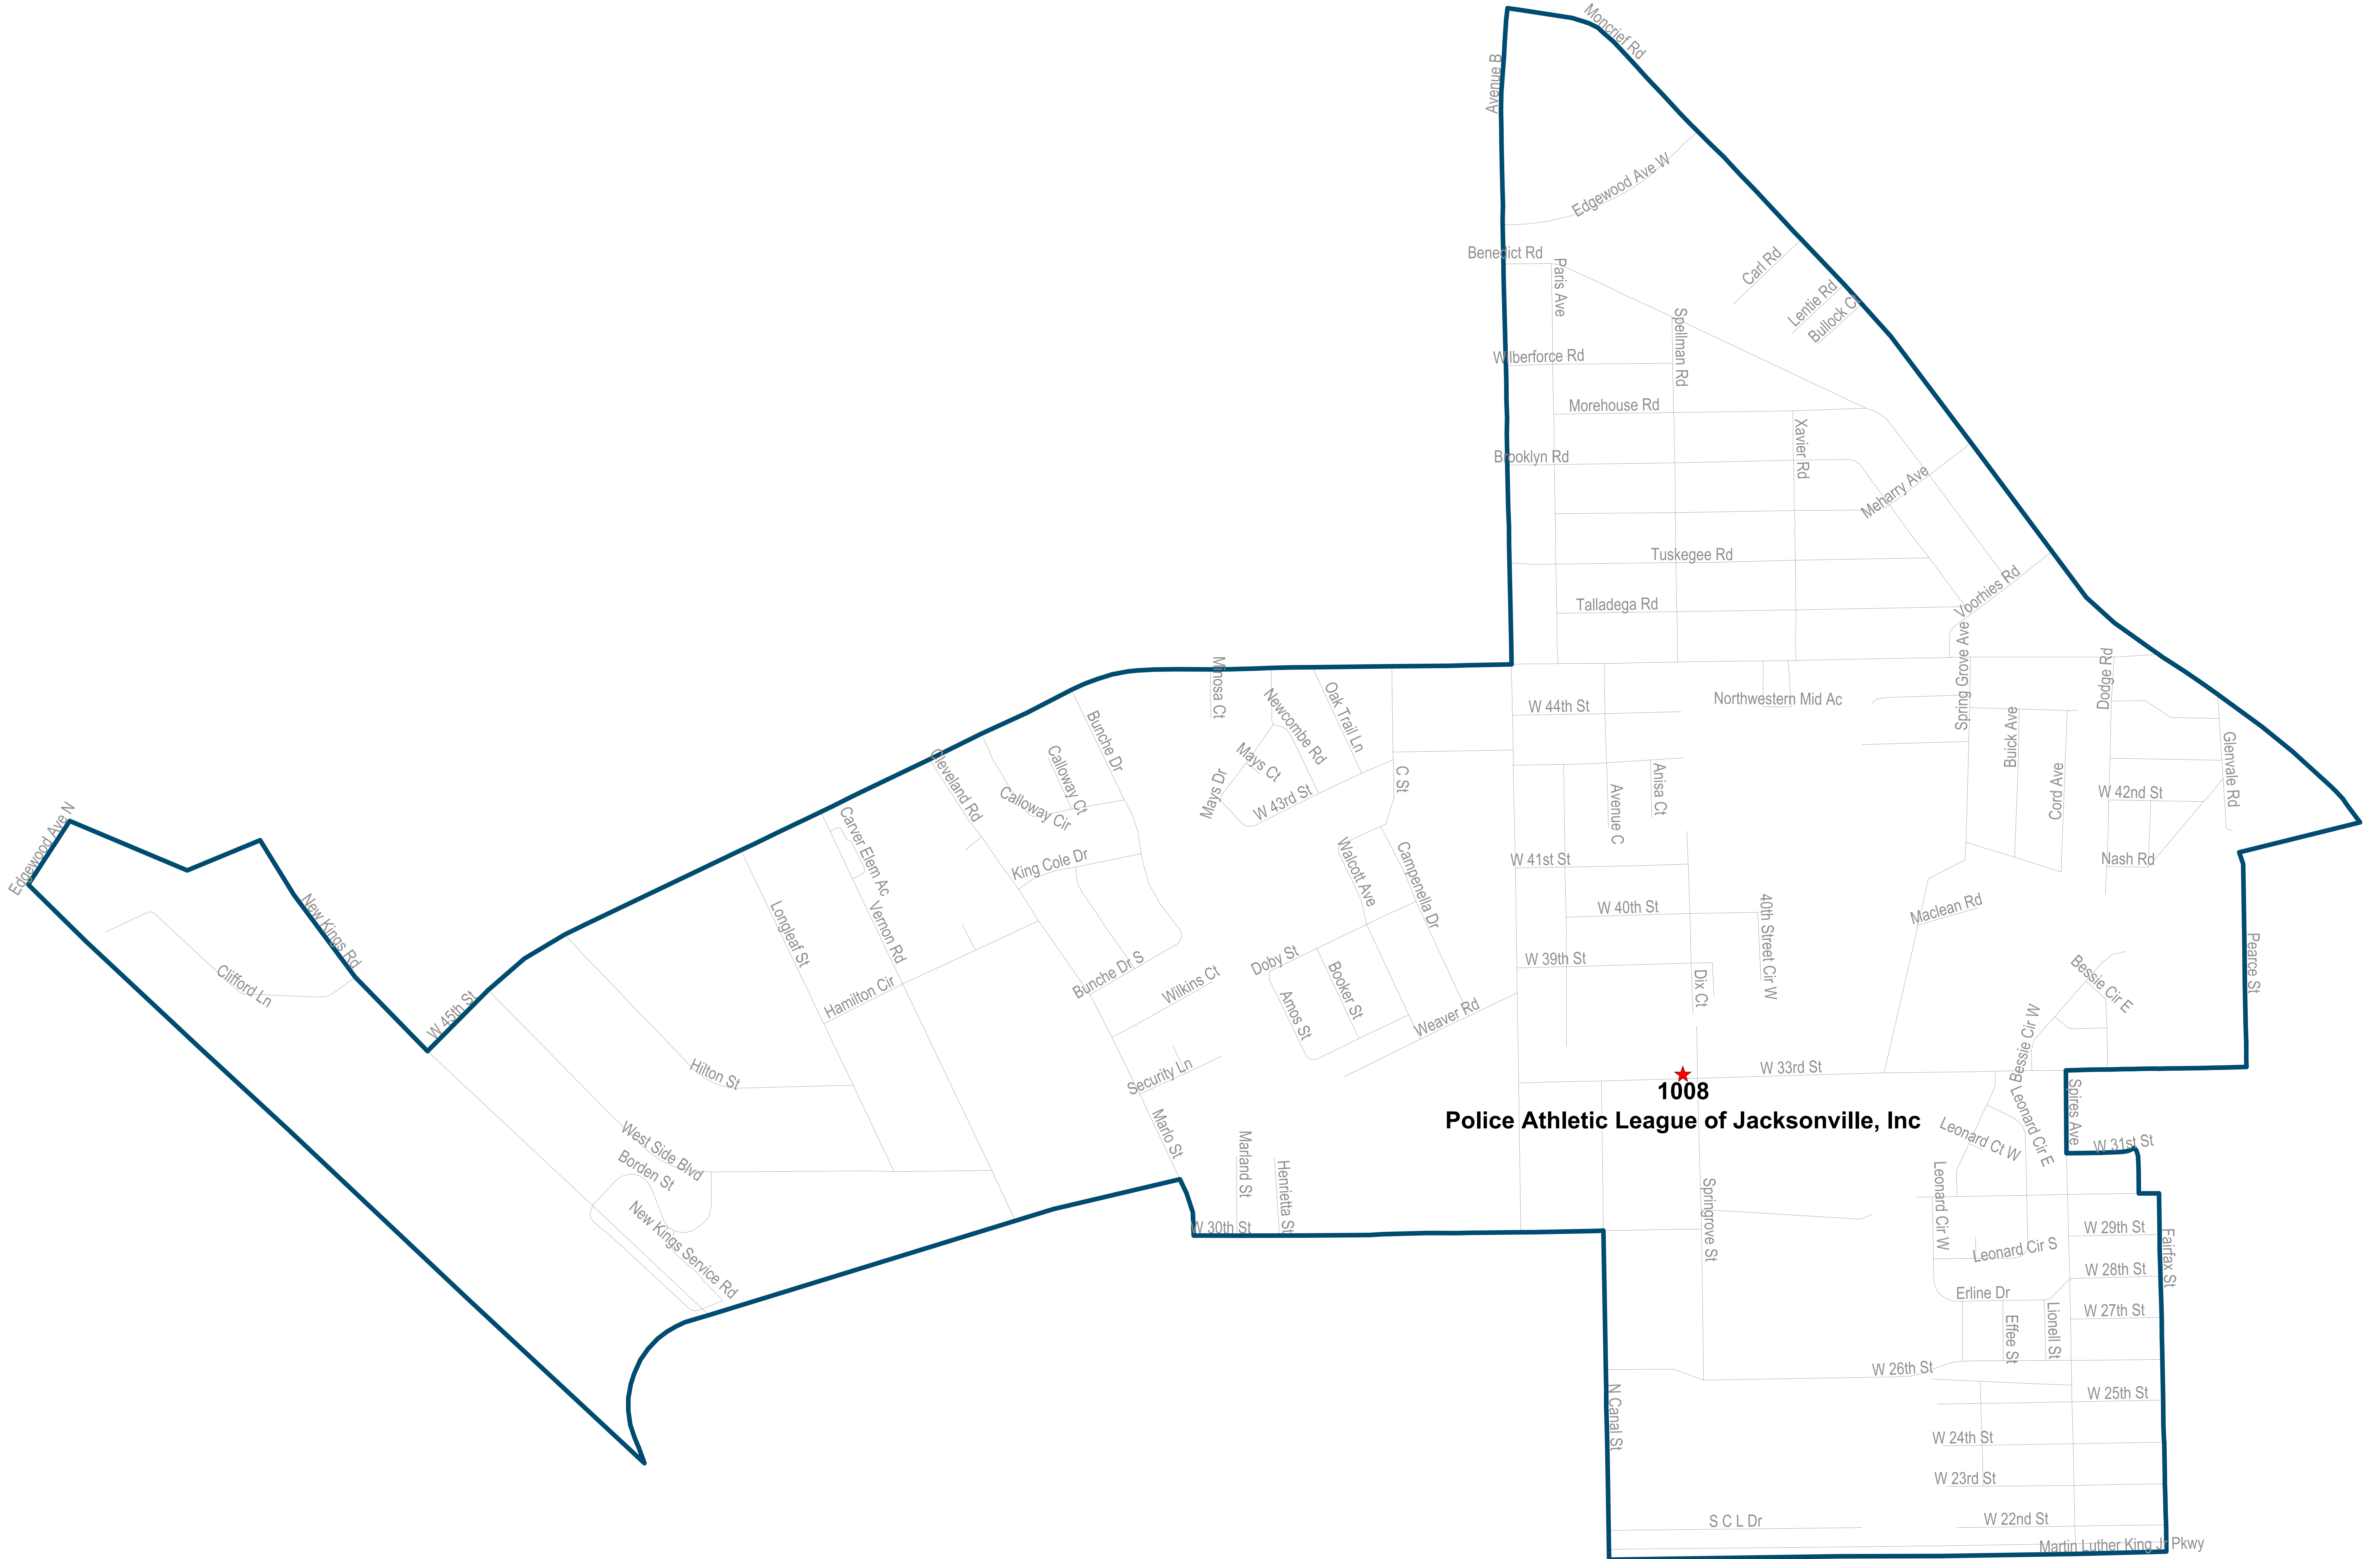 Moncrief Rd
Avenue B
Edgewood Ave W
Benedict Rd
Paris Ave
Carl Rd
Lentie Rd
Bullock Ct
Spellman Rd
Wilberforce Rd
Morehouse Rd
Xavier Rd
Brooklyn Rd
Meharry Ave
Tuskegee Rd
Voorhies Rd
Talladega Rd
Spring Grove Ave
Dodge Rd
Mimosa Ct
Newcombe Rd
Oak Trail Ln
W 44th St
Northwestern Mid Ac
Bunche Dr
Buick Ave
Glenvale Rd
Calloway Ct
Cleveland Rd
Mays Ct
Mays Dr
C St
Anisa Ct
Cord Ave
Calloway Cir
W 43rd St
Avenue C
W 42nd St
Edgewood Ave N
Carver Elem Ac
King Cole Dr
Walcott Ave
Campenella Dr
W 41st St
Nash Rd
New Kings Rd
Longleaf St
Vernon Rd
W 40th St
40th Street Cir W
Maclean Rd
Pearce St
Clifford Ln
Bunche Dr S
Wilkins Ct
Doby St
Booker St
W 39th St
Dix Ct
Bessie Cir E
W 45th St
Hamilton Cir
Amos St
Weaver Rd
Bessie Cir W
Hilton St
Security Ln
W 33rd St
1008
Police Athletic League of Jacksonville, Inc
Leonard Cir E
Spires Ave
Leonard Ct W
W 31st St
West Side Blvd
Marlo St
Borden St
Marland St
Henrietta St
Leonard Cir W
New Kings Service Rd
W 30th St
Springrove St
W 29th St
Fairfax St
Leonard Cir S
W 28th St
Erline Dr
W 27th St
Effee St
Lionell St
W 26th St
N Canal St
W 25th St
W 24th St
W 23rd St
S C L Dr
W 22nd St
Martin Luther King Jr Pkwy